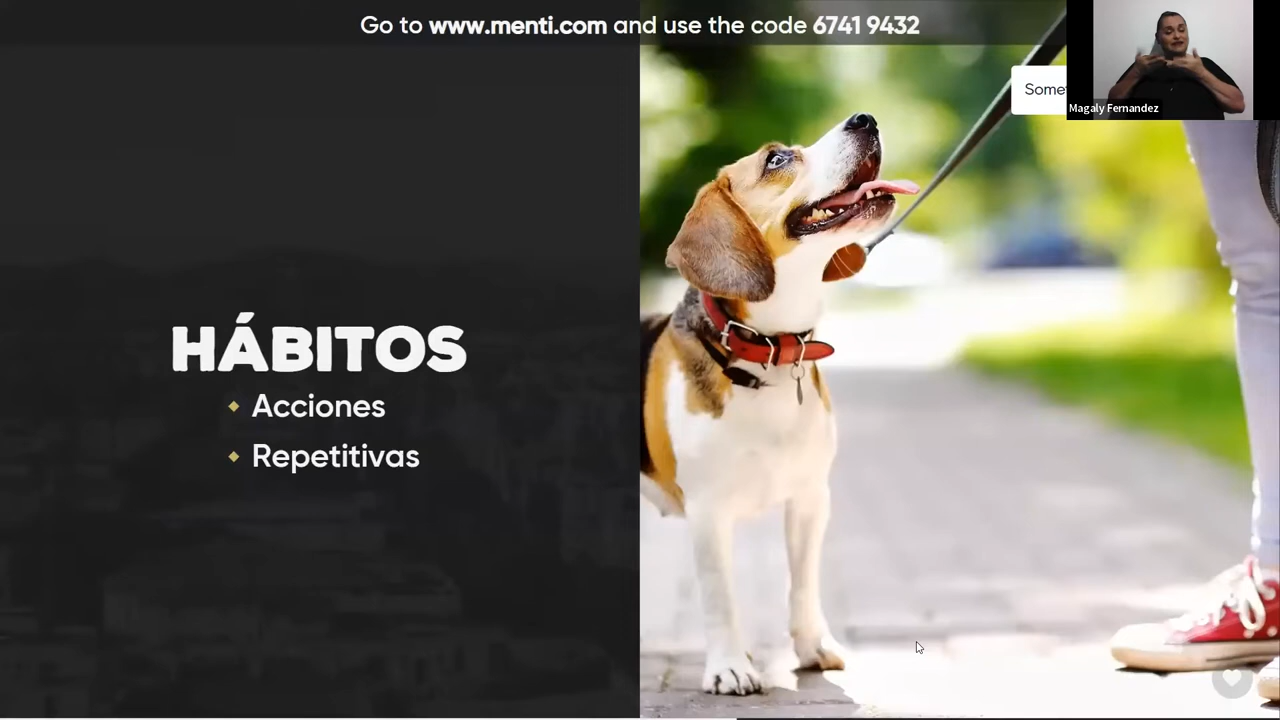 Go to www.menti.com and use the code 6741 9432
Magaly Fernandez
HÁBITOS
Acciones
Repetitivas